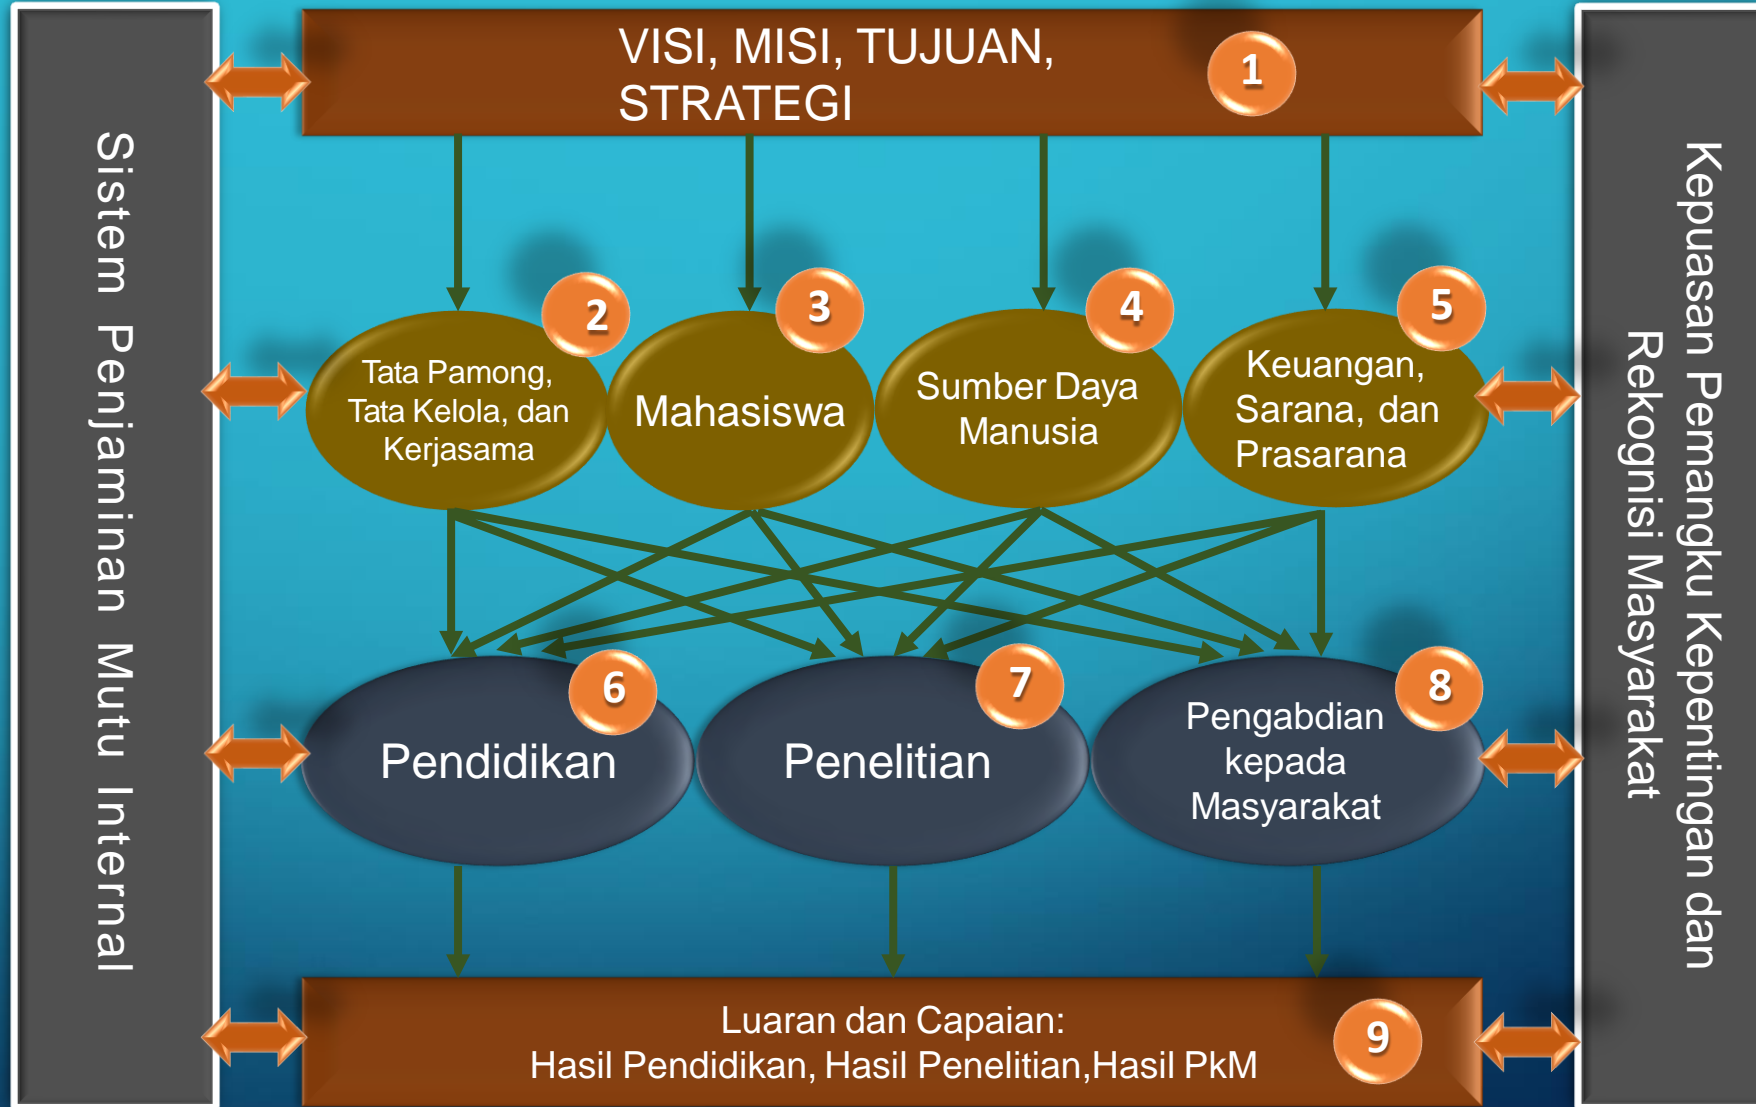 VISI, MISI, TUJUAN,
STRATEGI
1
Sistem Penjaminan Mutu Internal
Kepuasan Pemangku Kepentingan dan
Rekognisi Masyarakat
2
Tata Pamong,
Tata Kelola, dan
Kerjasama
3
Mahasiswa
4
Sumber Daya
Manusia
5
Keuangan,
Sarana, dan
Prasarana
6
Pendidikan
7
Penelitian
8
Pengabdian
kepada
Masyarakat
Luaran dan Capaian:
Hasil Pendidikan, Hasil Penelitian,Hasil PkM
9